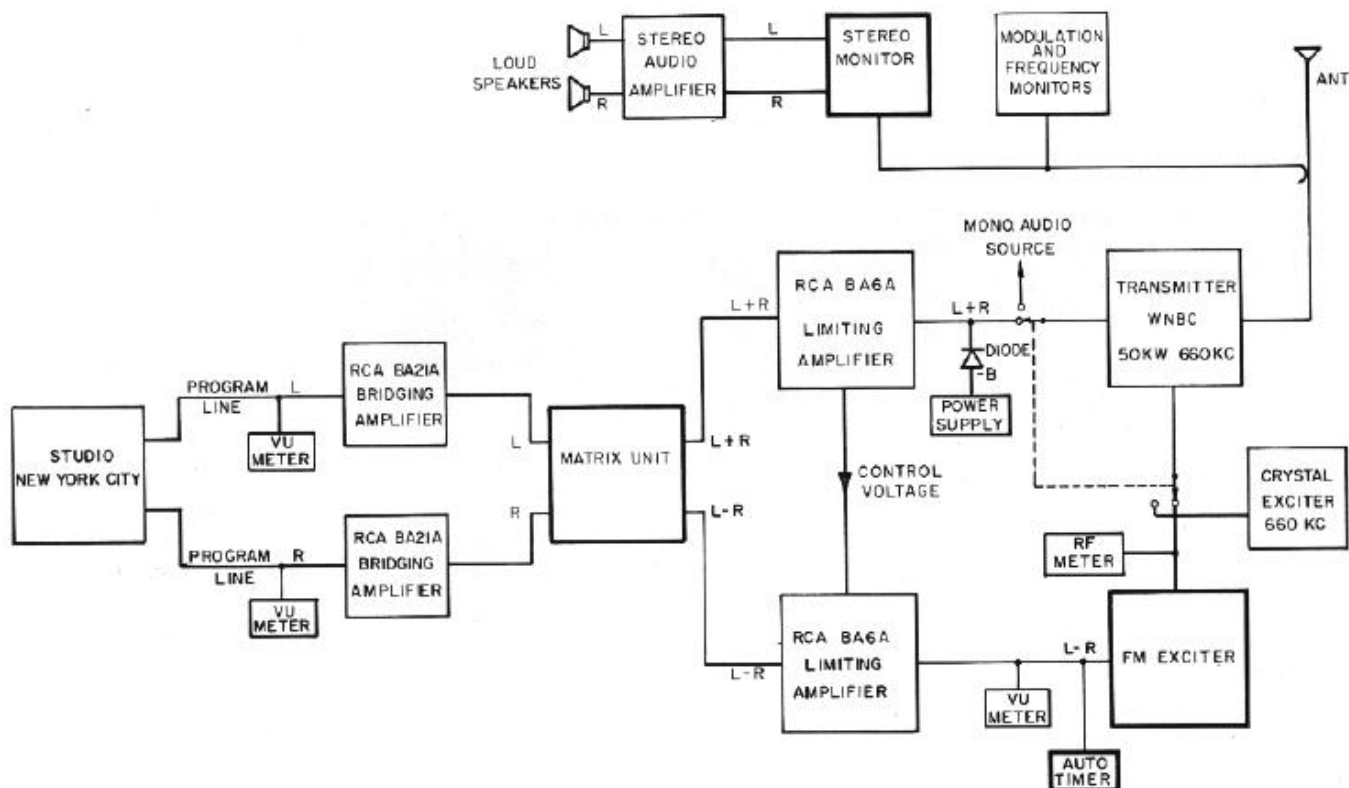 L
R
LOUD
SPEAKERS
STEREO
AUDIO
AMPLIFIER
L
R
STEREO
MONITOR
MODULATION
AND
FREQUENCY
MONITORS
ANT
MONO. AUDIO
SOURCE
RCA BA6A
LIMITING
AMPLIFIER
L+R
L+R
DIODE
-B
POWER
SUPPLY
TRANSMITTER
WNBC
50KW 660KC
STUDIO
NEW YORK CITY
PROGRAM
LINE
L
VU
METER
RCA BA21A
BRIDGING
AMPLIFIER
L
PROGRAM
LINE
R
VU
METER
RCA BA21A
BRIDGING
AMPLIFIER
R
MATRIX UNIT
L+R
L-R
CONTROL
VOLTAGE
CRYSTAL
EXCITER
660 KC
RF
METER
L-R
RCA BA6A
LIMITING
AMPLIFIER
VU
METER
L-R
AUTO
TIMER
FM EXCITER